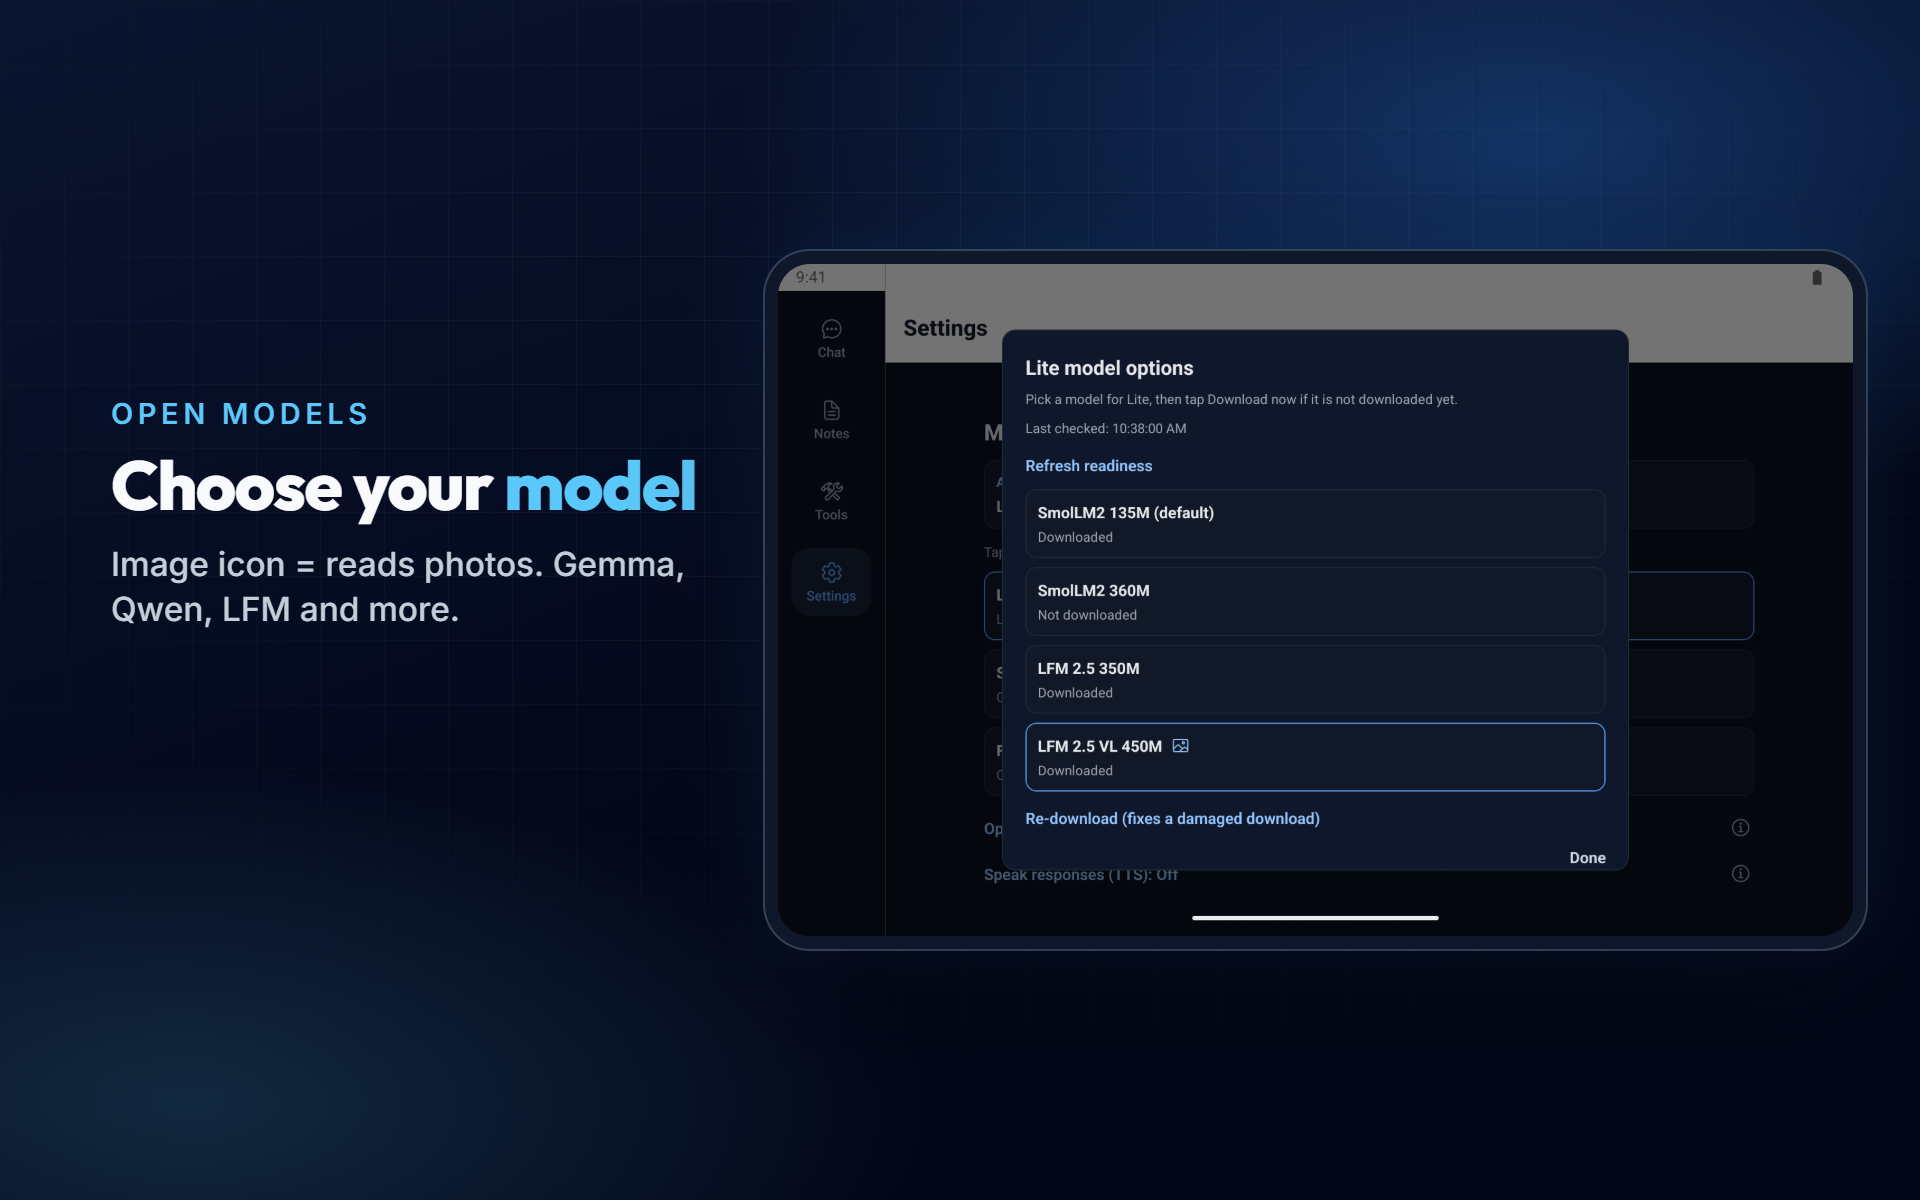 OPEN MODELS
Choose your model
Image icon = reads photos. Gemma,
Qwen, LFM and more.
9:41
Chat
Notes
Tools
Settings
Settings
Lite model options
Pick a model for Lite, then tap Download now if it is not downloaded yet.
Last checked: 10:38:00 AM
Refresh readiness
SmolLM2 135M (default)
Downloaded
SmolLM2 360M
Not downloaded
LFM 2.5 350M
Downloaded
LFM 2.5 VL 450M
Downloaded
Re-download (fixes a damaged download)
Done
Speak responses (TTS): Off